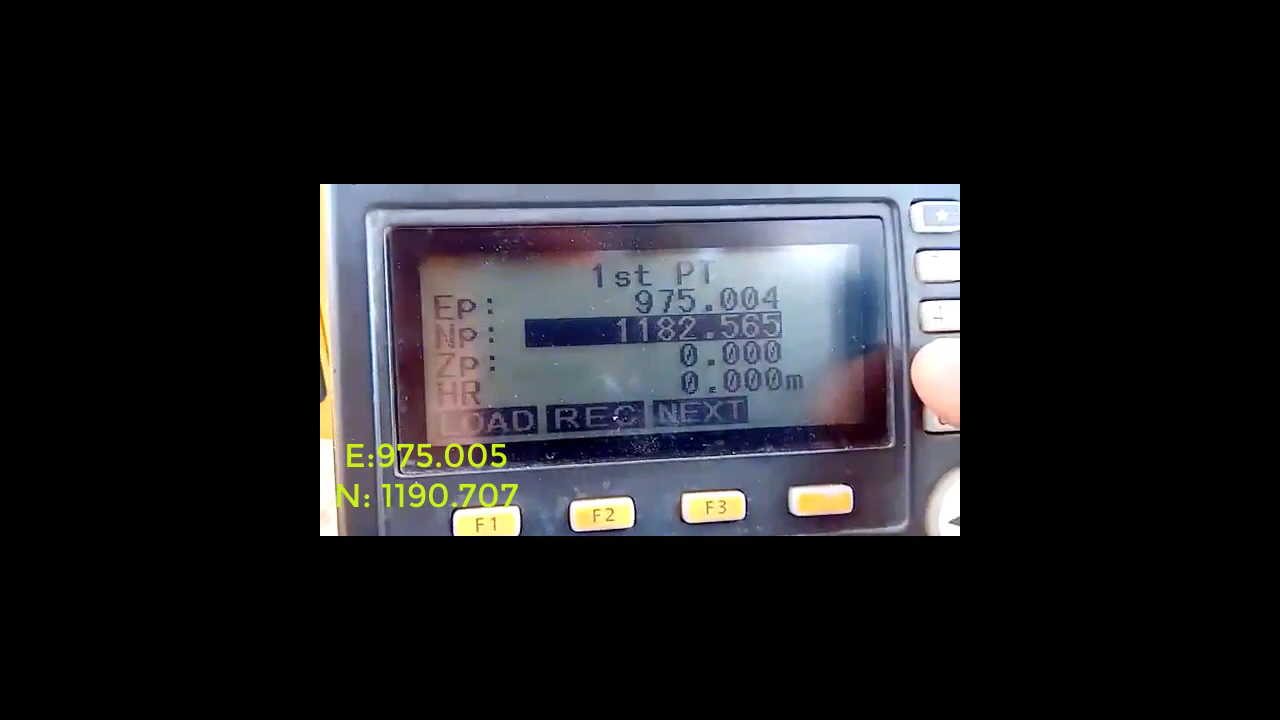 1st PT
Ep: 975.004
Np: 1182.565
Zp: 0.000
HR 0.000m
LOAD REC NEXT
E:975.005
N: 1190.707
F1 F2 F3
4